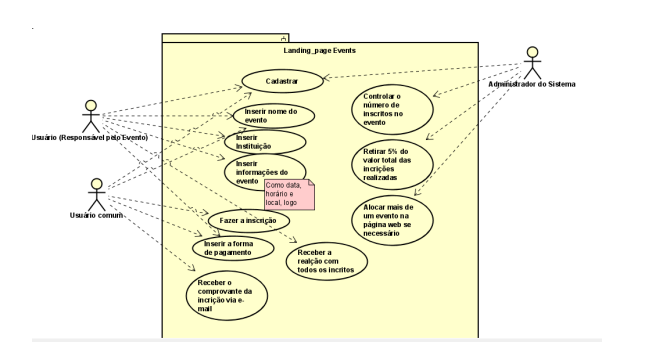 Landing_page Events
Cadastrar
Administrador do Sistema
Inserir nome do
evento
Controlar o
número de
inscritos no
evento
Usuário (Responsável pelo Evento)
Inserir
Instituição
Inserir
informações do
evento
Retirar 5% do
valor total das
incrições
realizadas
Como data,
horário e
local, logo
Usuário comum
Fazer a inscrição
Alocar mais de
um evento na
página web se
necessário
Inserir a forma
de pagamento
Receber a
realção com
todos os incritos
Receber o
comprovante da
incrição via e-
mail